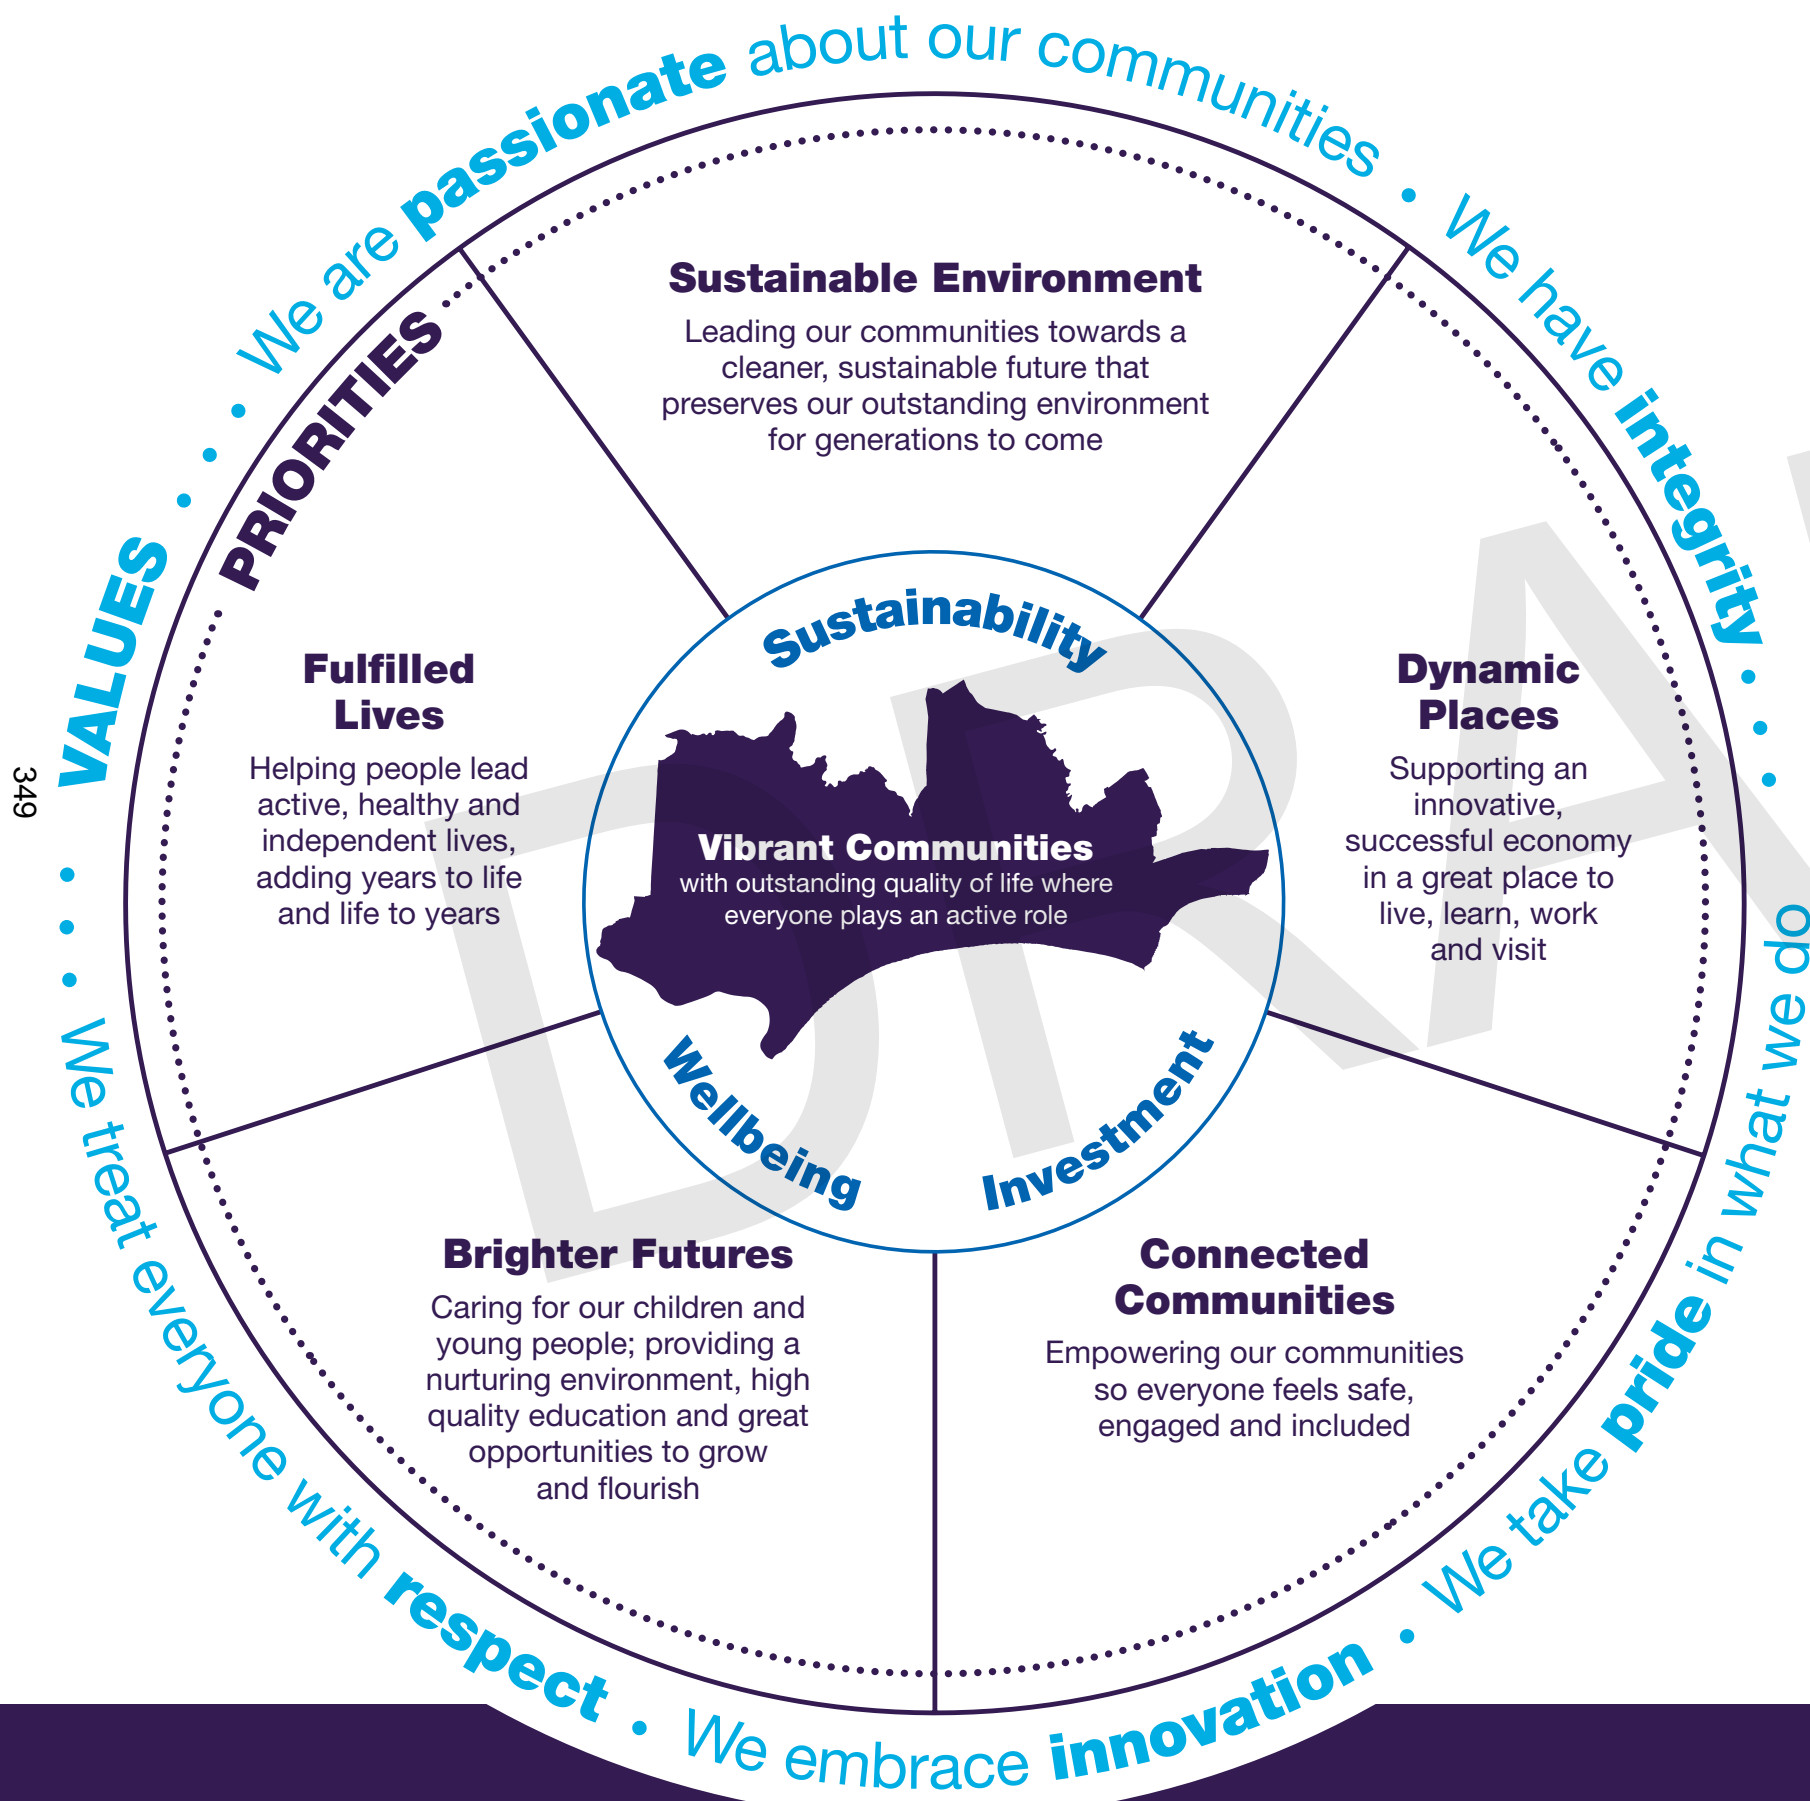 VALUES
We are passionate about our communities
We have integrity
We take pride in what we do
We embrace innovation
We treat everyone with respect
PRIORITIES
Sustainable Environment
Leading our communities towards a
cleaner, sustainable future that
preserves our outstanding environment
for generations to come
Fulfilled
Lives
Helping people lead
active, healthy and
independent lives,
adding years to life
and life to years
Dynamic
Places
Supporting an
innovative,
successful economy
in a great place to
live, learn, work
and visit
Sustainability
Vibrant Communities
with outstanding quality of life where
everyone plays an active role
Wellbeing
Investment
Brighter Futures
Caring for our children and
young people; providing a
nurturing environment, high
quality education and great
opportunities to grow
and flourish
Connected
Communities
Empowering our communities
so everyone feels safe,
engaged and included
349
DRA